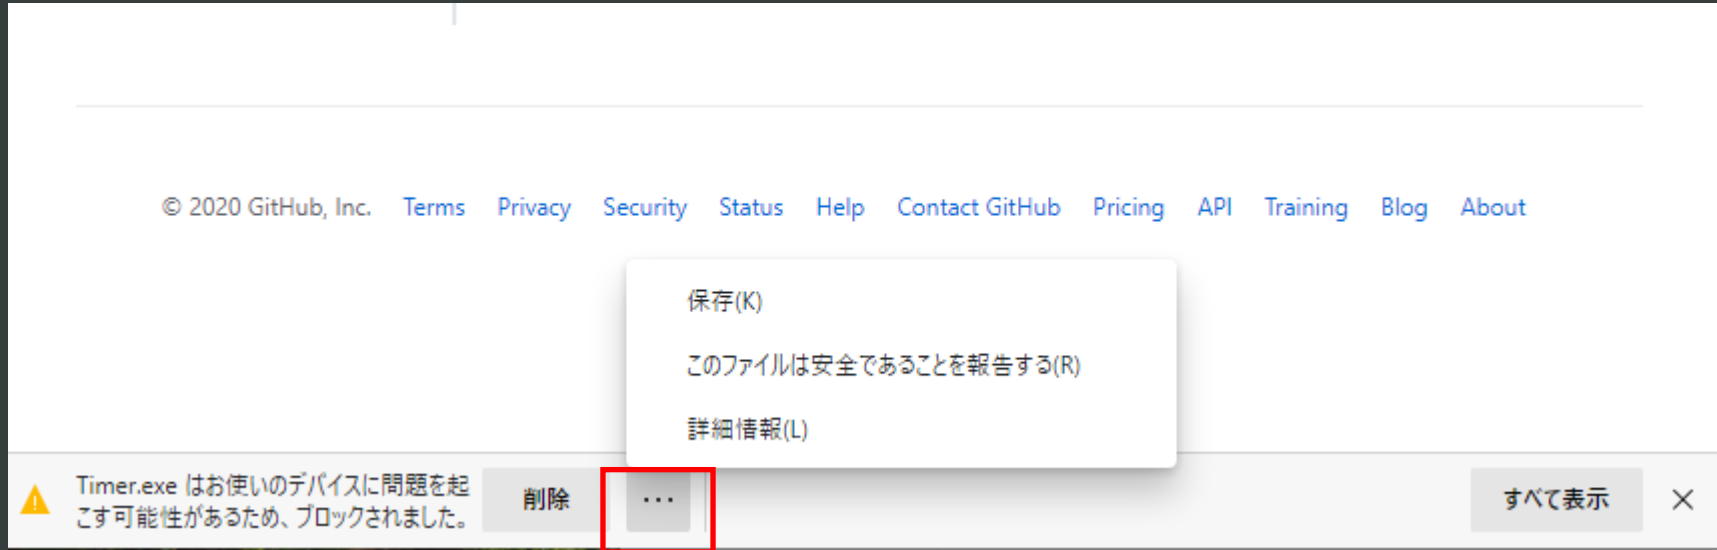 © 2020 GitHub, Inc. Terms Privacy Security Status Help Contact GitHub Pricing API Training Blog About
保存(K)
このファイルは安全であることを報告する(R)
詳細情報(L)
Timer.exe はお使いのデバイスに問題を起
こす可能性があるため、ブロックされました。
削除
…
すべて表示